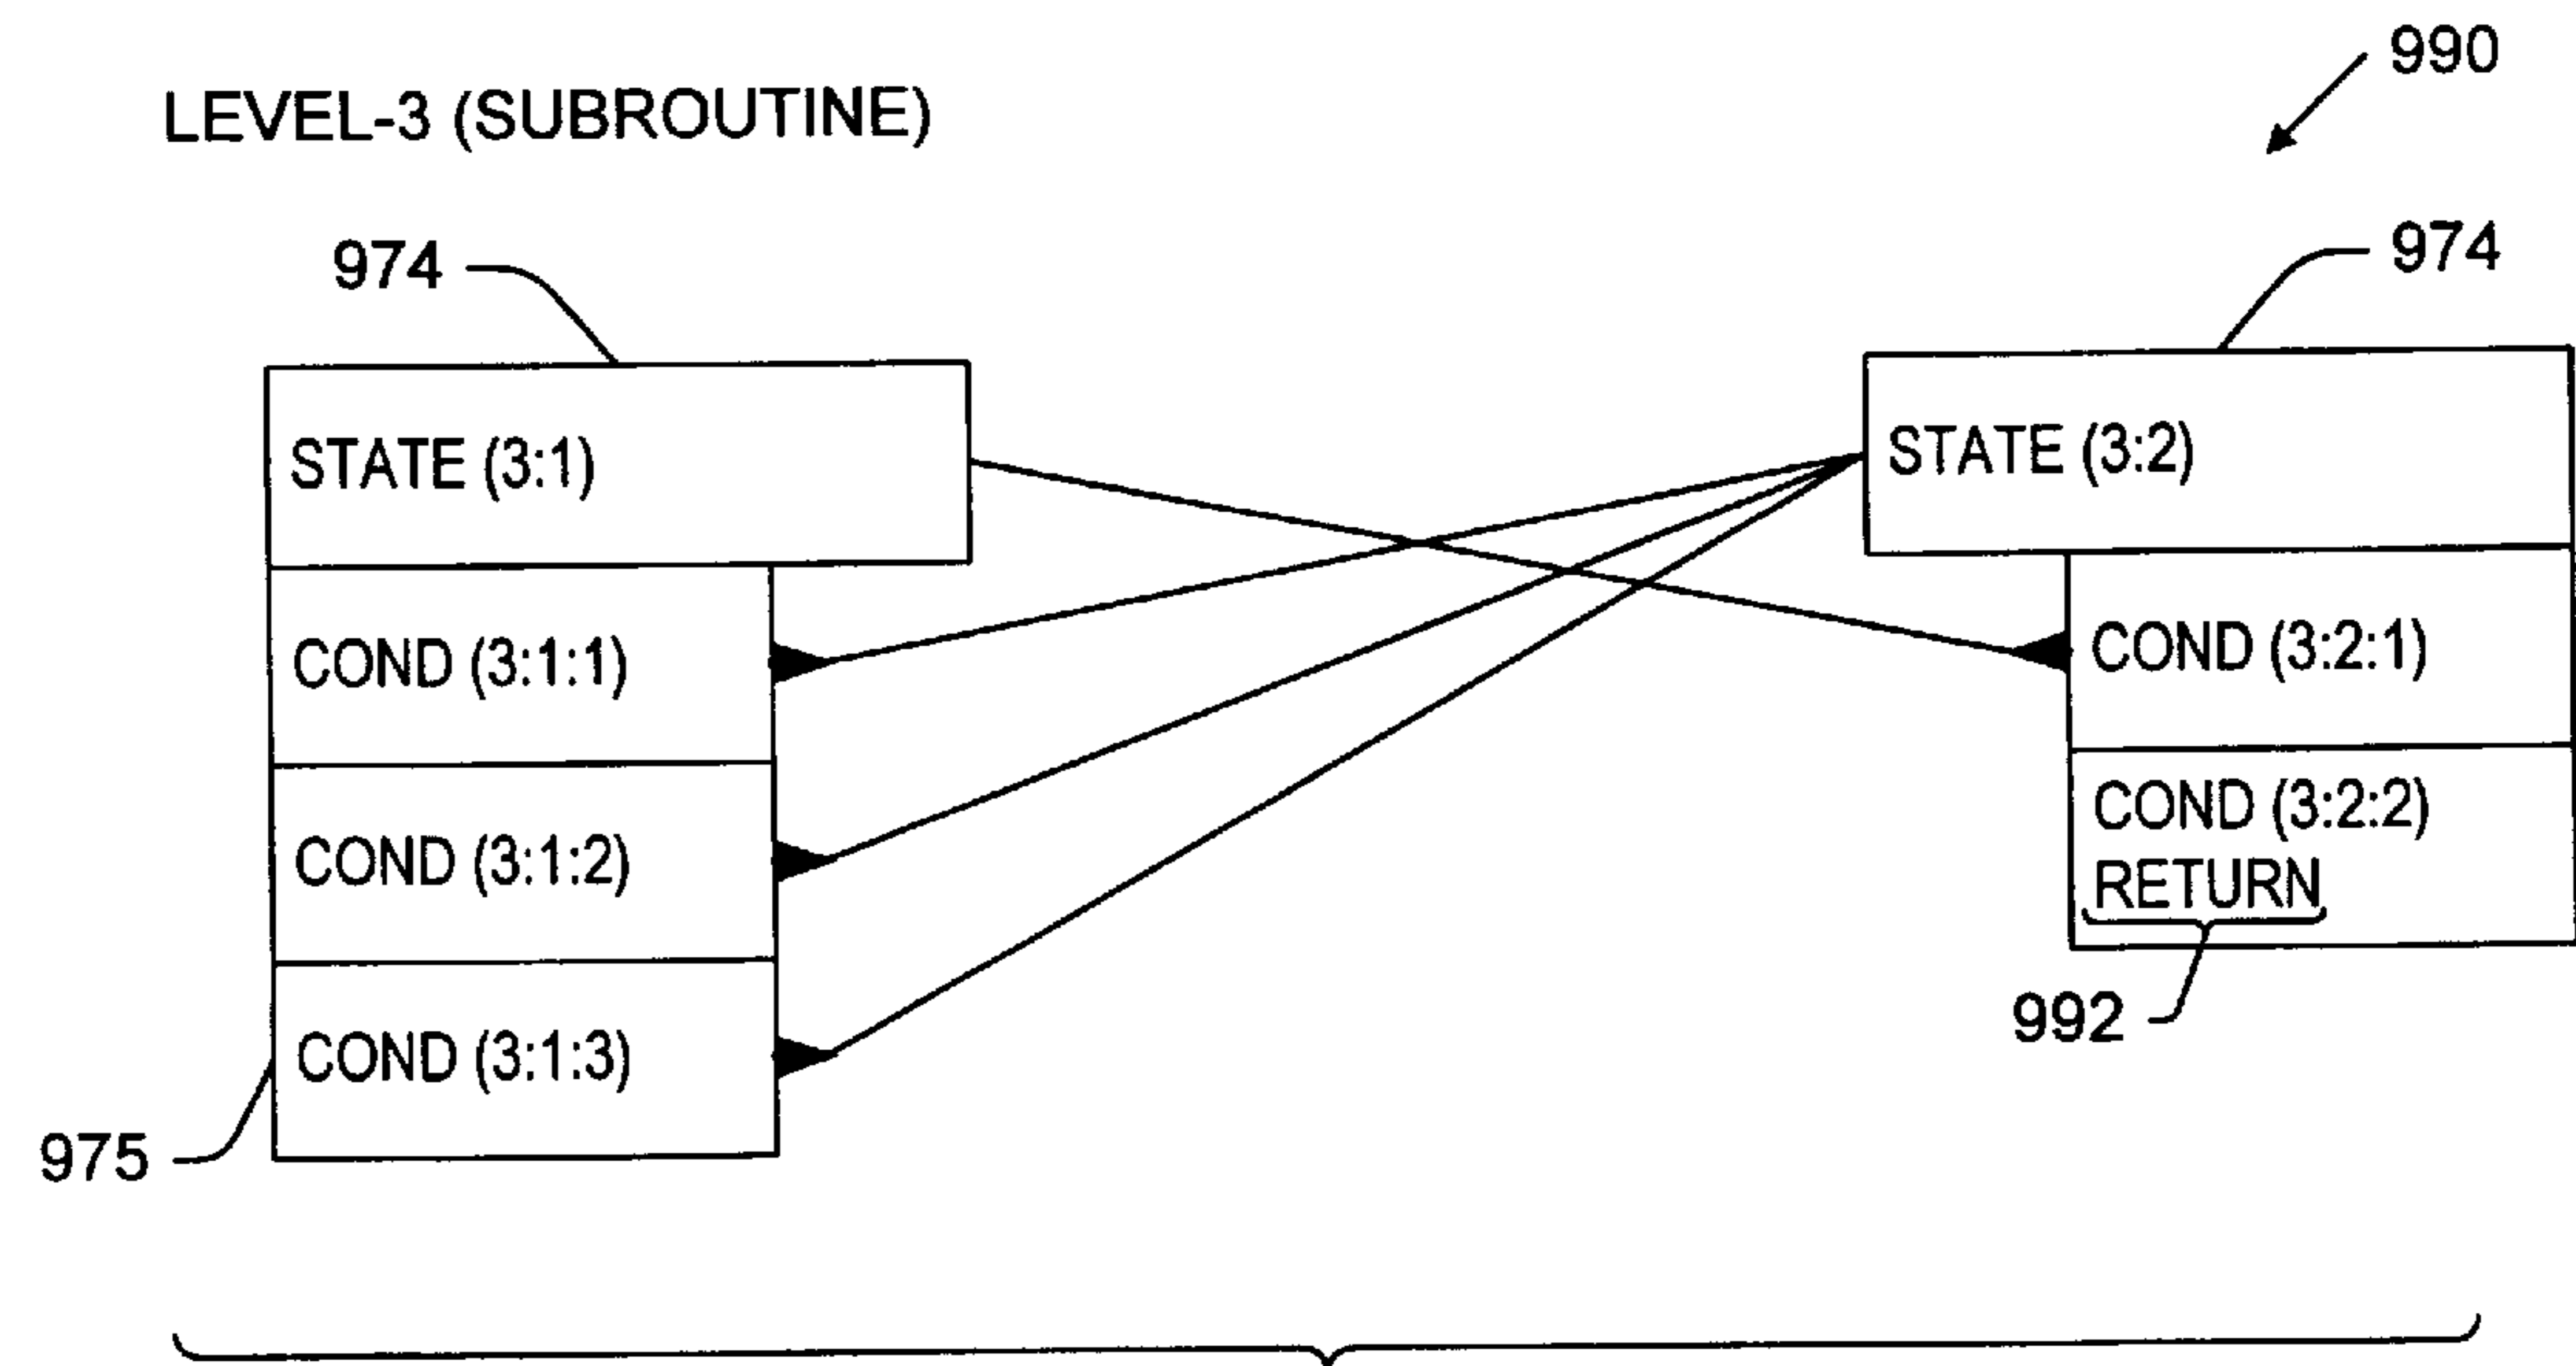 990
LEVEL-3 (SUBROUTINE)
974
974
STATE (3:1)
STATE (3:2)
COND (3:1:1)
COND (3:2:1)
COND (3:1:2)
COND (3:2:2)
RETURN
992
COND (3:1:3)
975